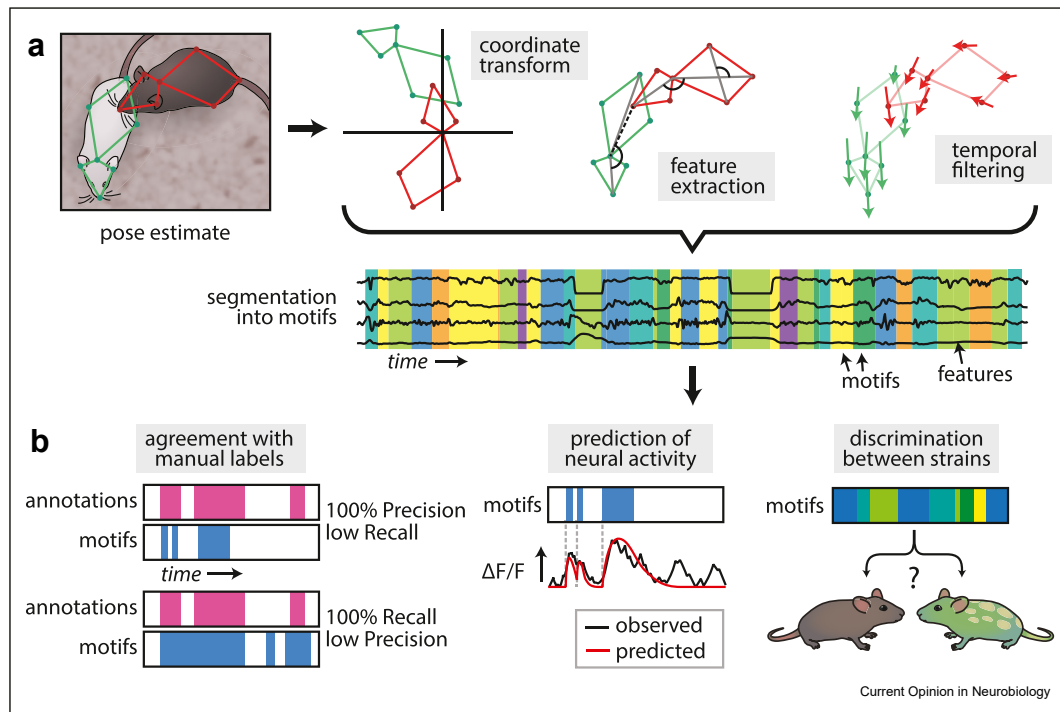 a
pose estimate
coordinate
transform
feature
extraction
temporal
filtering
segmentation
into motifs
time
motifs
features
b
agreement with
manual labels
annotations
motifs
100% Precision
low Recall
time
annotations
motifs
100% Recall
low Precision
prediction of
neural activity
motifs
ΔF/F
observed
predicted
discrimination
between strains
motifs
?
Current Opinion in Neurobiology